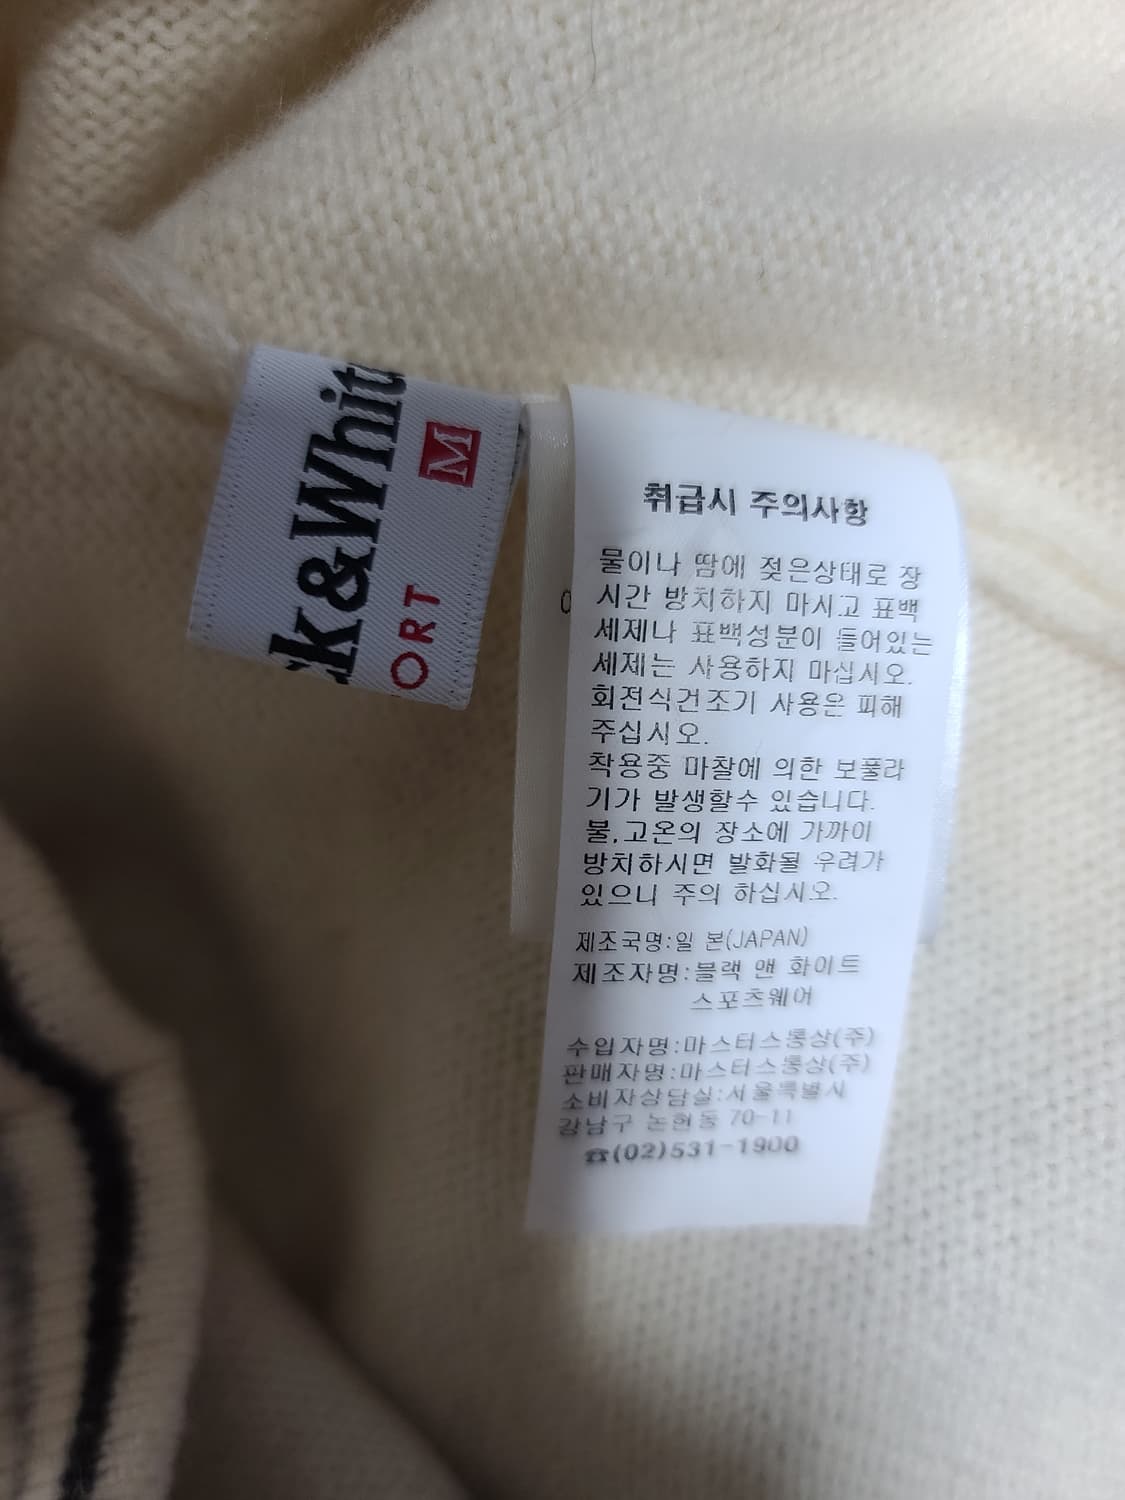 k&White
M
ORT
취급시 주의사항
물이나 땀에 젖은상태로 장
시간 방치하지 마시고 표백
세제나 표백성분이 들어있는
세제는 사용하지 마십시오.
회전식건조기 사용은 피해
주십시오.
착용중 마찰에 의한 보풀라
기가 발생할수 있습니다.
불,고온의 장소에 가까이
방치하시면 발화될 우려가
있으니 주의 하십시오.
제조국명:일 본(JAPAN)
제조자명:블랙 앤 화이트
스포츠웨어
수입자명:마스터스통상(주)
판매자명:마스터스통상(주)
소비자상담실:서울특별시
강남구 논현동 70-11
☎(02)531-1900